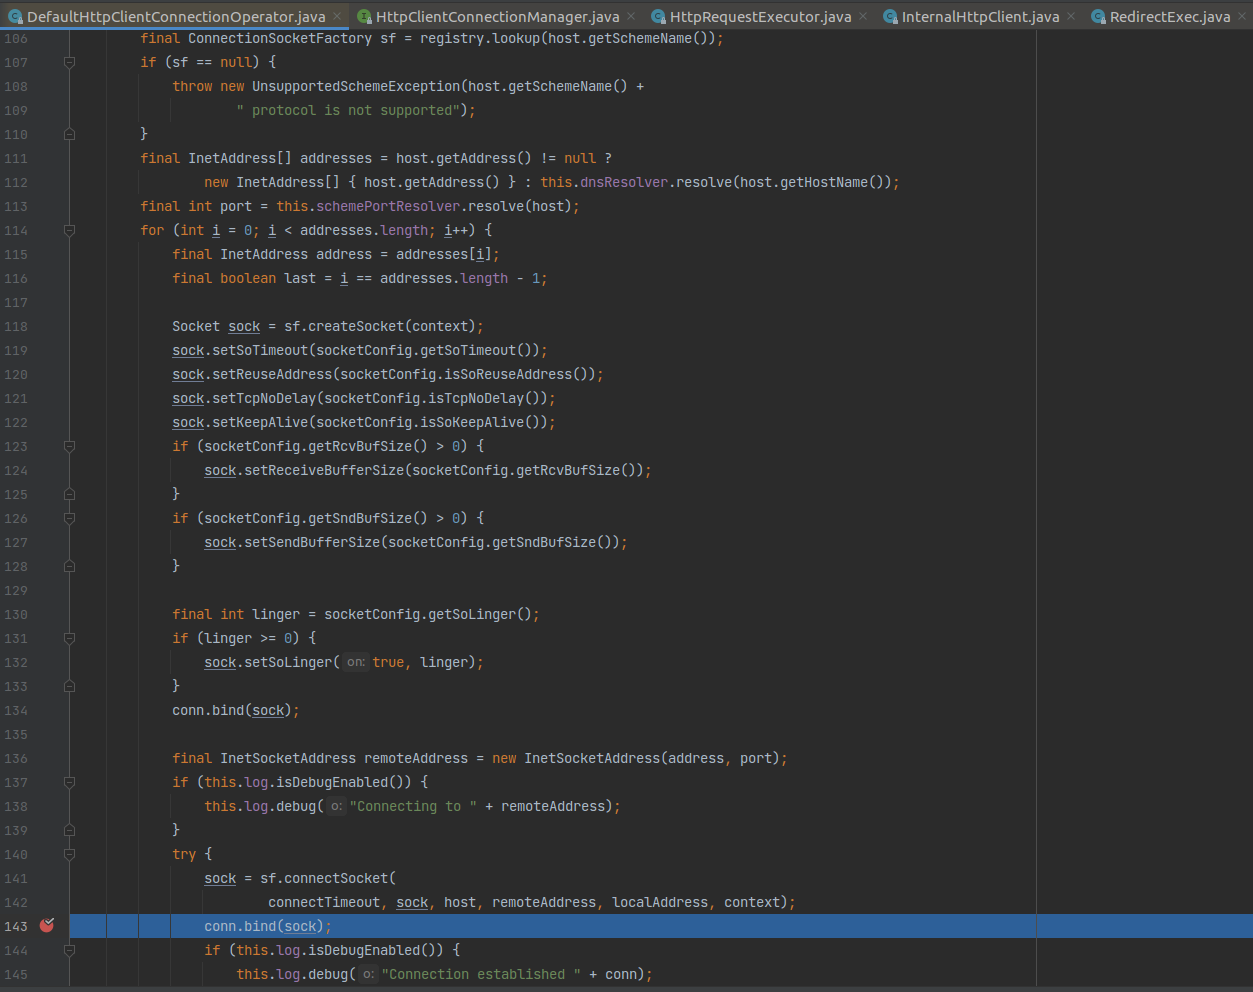 DefaultHttpClientConnectionOperator.java HttpClientConnectionManager.java HttpRequestExecutor.java InternalHttpClient.java RedirectExec.java
106 final ConnectionSocketFactory sf = registry.lookup(host.getSchemeName());
107 if (sf == null) {
108 throw new UnsupportedSchemeException(host.getSchemeName() +
109 " protocol is not supported");
110 }
111 final InetAddress[] addresses = host.getAddress() != null ?
112 new InetAddress[] { host.getAddress() } : this.dnsResolver.resolve(host.getHostName());
113 final int port = this.schemePortResolver.resolve(host);
114 for (int i = 0; i < addresses.length; i++) {
115 final InetAddress address = addresses[i];
116 final boolean last = i == addresses.length - 1;
117
118 Socket sock = sf.createSocket(context);
119 sock.setSoTimeout(socketConfig.getSoTimeout());
120 sock.setReuseAddress(socketConfig.isSoReuseAddress());
121 sock.setTcpNoDelay(socketConfig.isTcpNoDelay());
122 sock.setKeepAlive(socketConfig.isSoKeepAlive());
123 if (socketConfig.getRcvBufSize() > 0) {
124 sock.setReceiveBufferSize(socketConfig.getRcvBufSize());
125 }
126 if (socketConfig.getSndBufSize() > 0) {
127 sock.setSendBufferSize(socketConfig.getSndBufSize());
128 }
129
130 final int linger = socketConfig.getSoLinger();
131 if (linger >= 0) {
132 sock.setSoLinger( on: true, linger);
133 }
134 conn.bind(sock);
135
136 final InetSocketAddress remoteAddress = new InetSocketAddress(address, port);
137 if (this.log.isDebugEnabled()) {
138 this.log.debug( o: "Connecting to " + remoteAddress);
139 }
140 try {
141 sock = sf.connectSocket(
142 connectTimeout, sock, host, remoteAddress, localAddress, context);
143 conn.bind(sock);
144 if (this.log.isDebugEnabled()) {
145 this.log.debug( o: "Connection established " + conn);